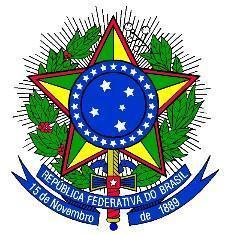 REPÚBLICA FEDERATIVA DO BRASIL
15 de Novembro de 1889